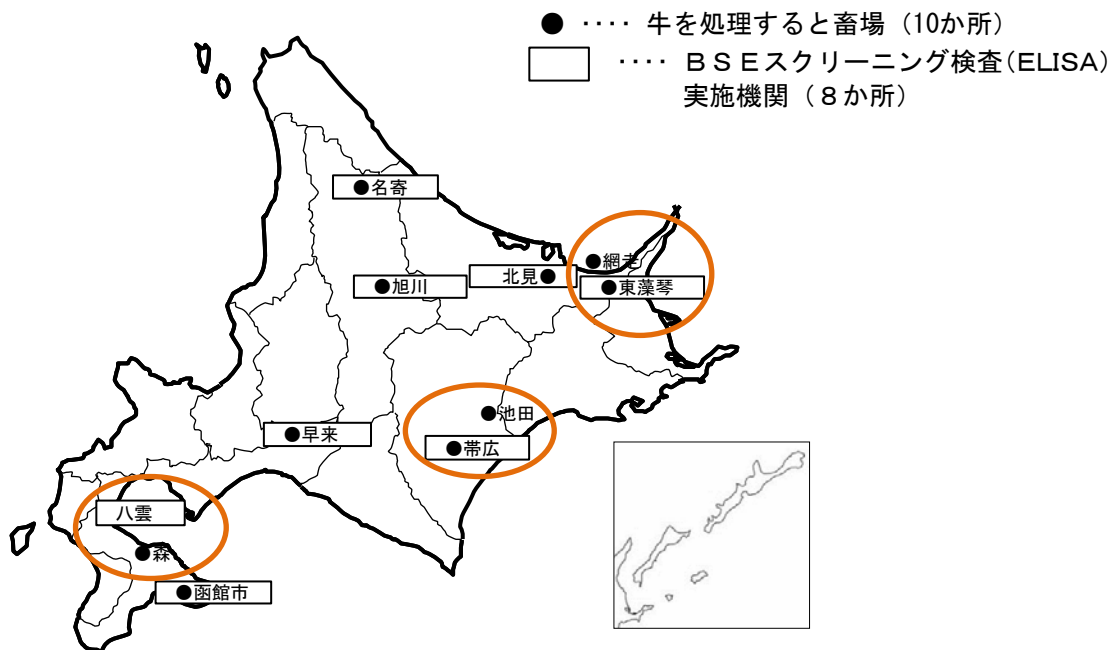 ● ‥‥ 牛を処理すると畜場（10か所）
‥‥ ＢＳＥスクリーニング検査(ELISA)
実施機関（８か所）
●名寄
●網走
北見●
●旭川
●東藻琴
●池田
●早来
●帯広
八雲
●森
●函館市